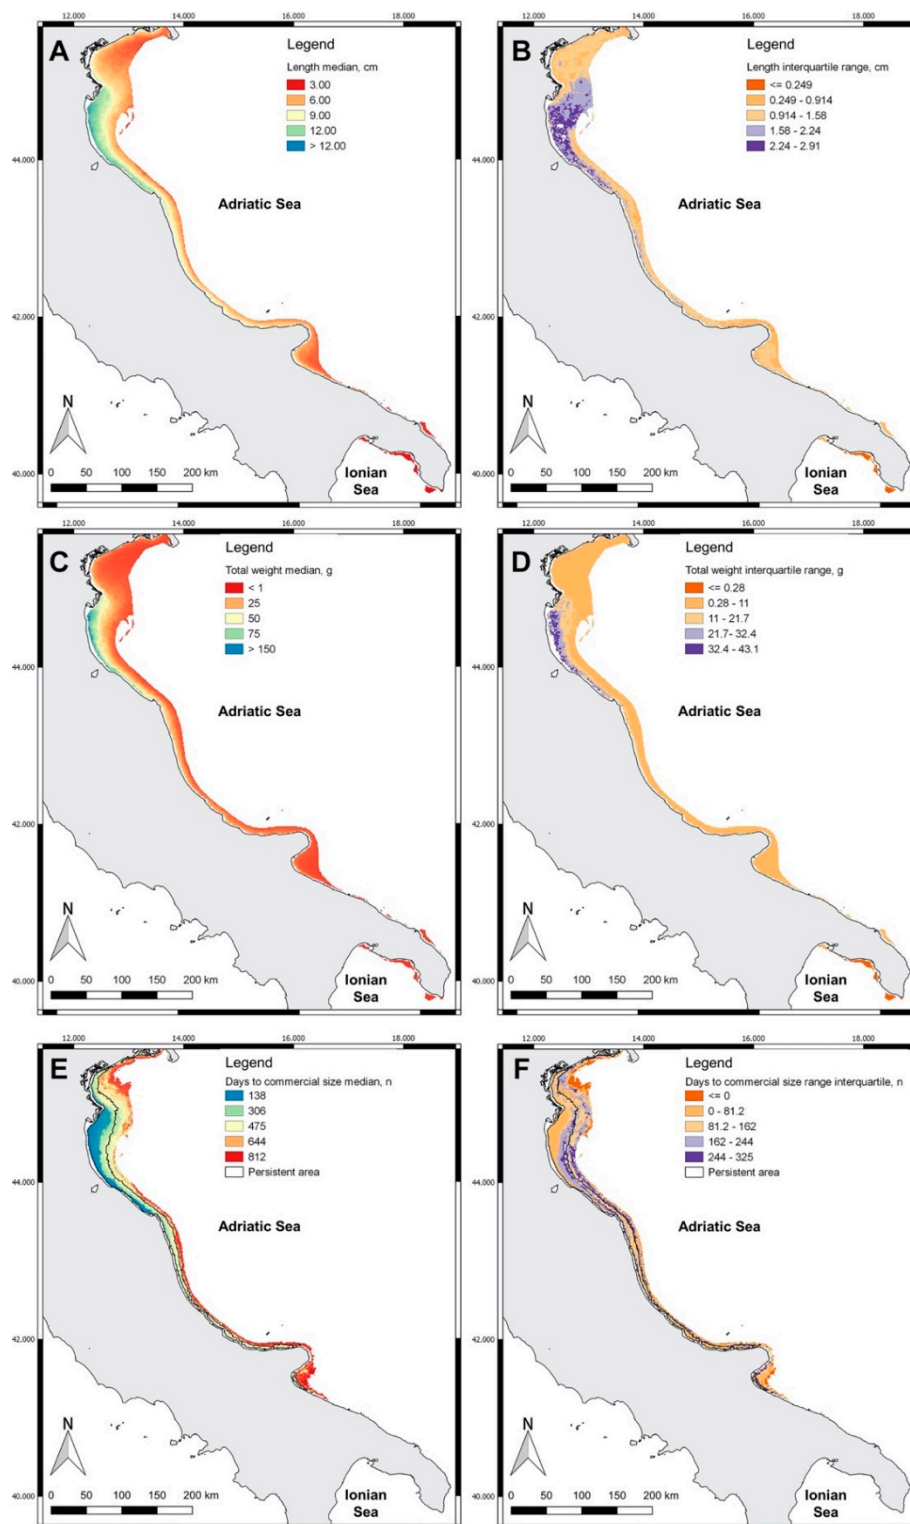 12.000 14.000 16.000 18.000
12.000 14.000 16.000 18.000
A
Legend
Length median, cm
3.00
6.00
9.00
12.00
> 12.00
44.000
Adriatic Sea
42.000
N
40.000
0 50 100 150 200 km
Ionian
Sea
B
Legend
Length interquartile range, cm
<= 0.249
0.249 - 0.914
0.914 - 1.58
1.58 - 2.24
2.24 - 2.91
44.000
Adriatic Sea
42.000
N
40.000
0 50 100 150 200 km
Ionian
Sea
12.000 14.000 16.000 18.000
12.000 14.000 16.000 18.000
C
Legend
Total weight median, g
< 1
25
50
75
> 150
44.000
Adriatic Sea
42.000
N
40.000
0 50 100 150 200 km
Ionian
Sea
D
Legend
Total weight interquartile range, g
<= 0.28
0.28 - 11
11 - 21.7
21.7- 32.4
32.4 - 43.1
44.000
Adriatic Sea
42.000
N
40.000
0 50 100 150 200 km
Ionian
Sea
12.000 14.000 16.000 18.000
12.000 14.000 16.000 18.000
E
Legend
Days to commercial size median, n
138
306
475
644
812
Persistent area
44.000
Adriatic Sea
42.000
N
40.000
0 50 100 150 200 km
Ionian
Sea
F
Legend
Days to commercial size range interquartile, n
<= 0
0 - 81.2
81.2 - 162
162 - 244
244 - 325
Persistent area
44.000
Adriatic Sea
42.000
N
40.000
0 50 100 150 200 km
Ionian
Sea